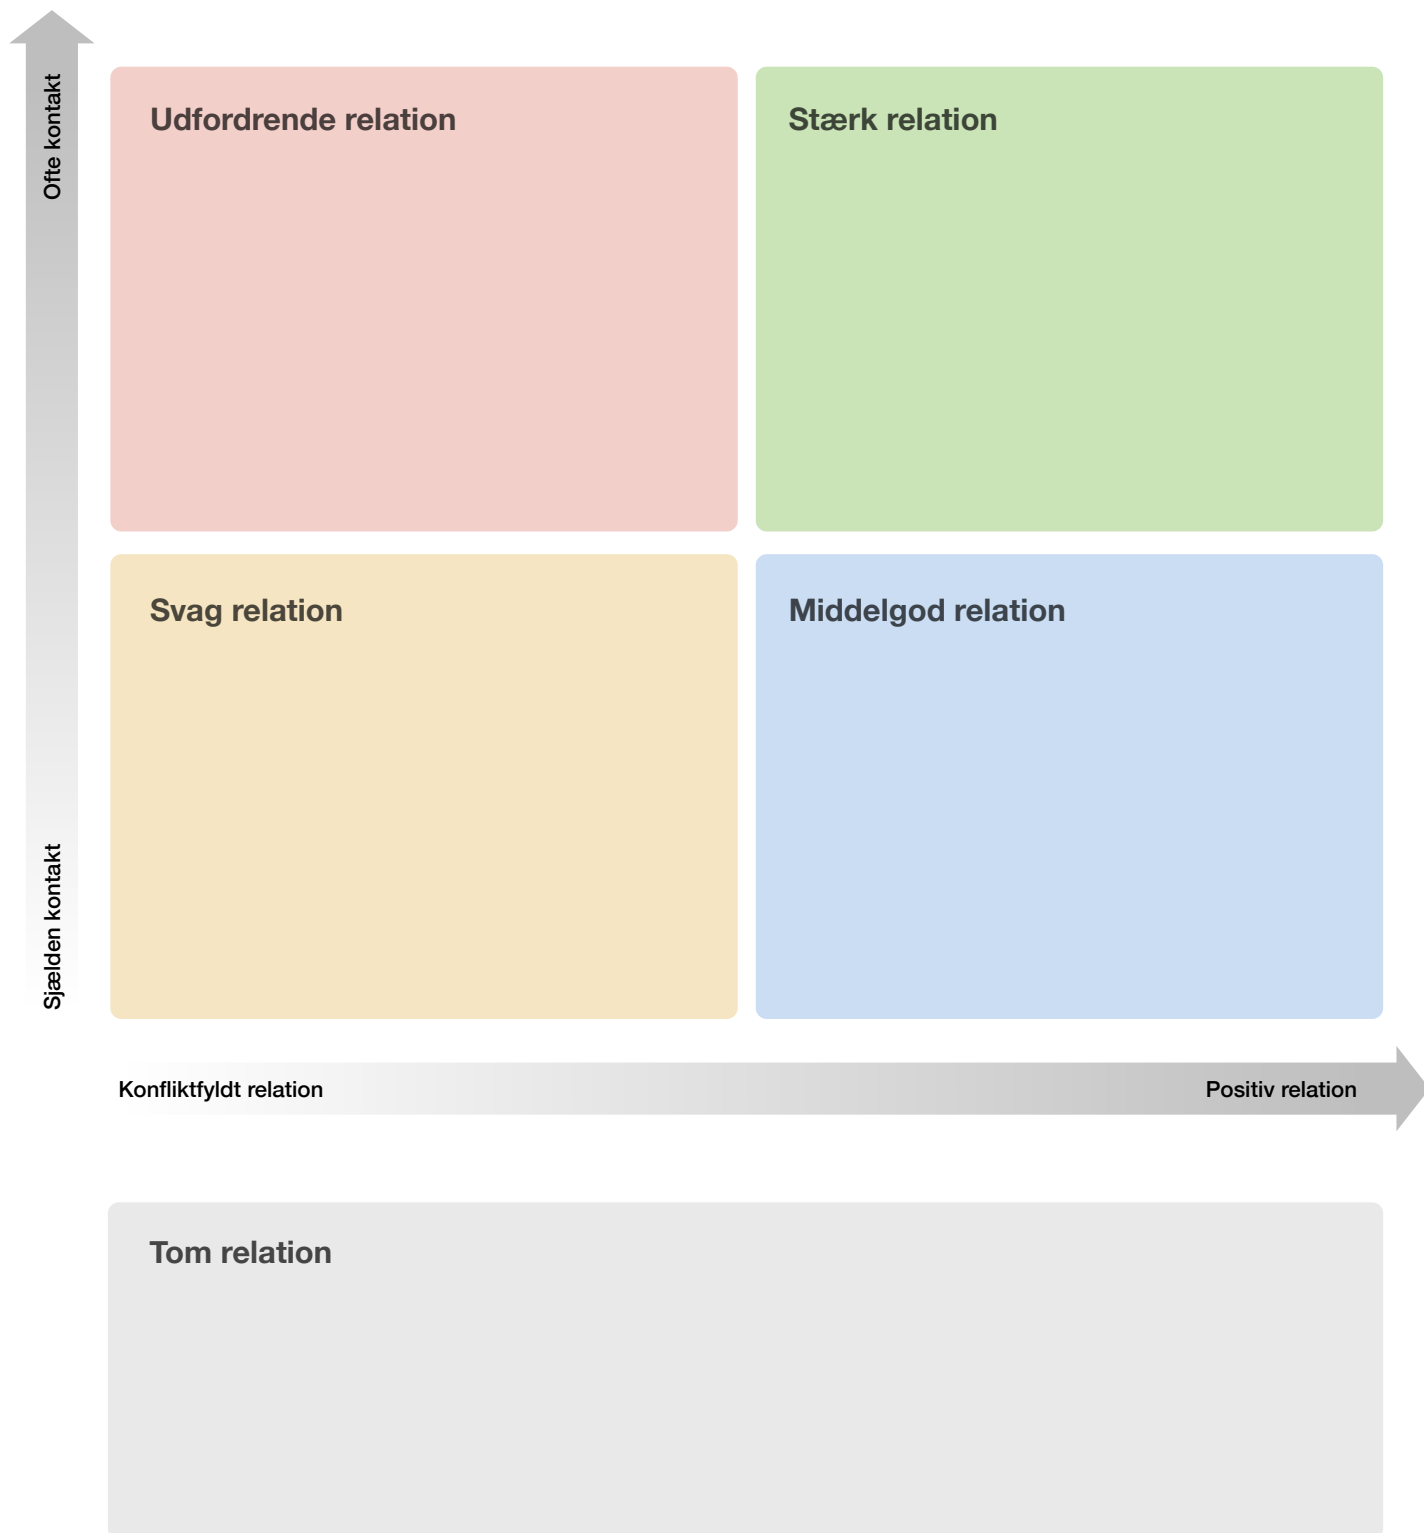 Ofte kontakt
Udfordrende relation
Stærk relation
Svag relation
Middelgod relation
Sjælden kontakt
Konfliktfyldt relation
Positiv relation
Tom relation